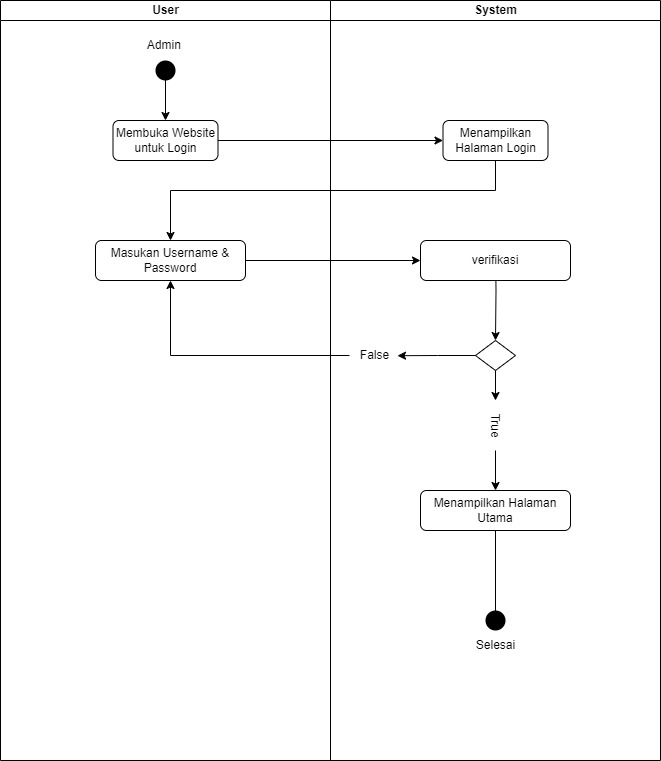 User
System
Admin
Membuka Website
untuk Login
Menampilkan
Halaman Login
Masukan Username &
Password
verifikasi
False
True
Menampilkan Halaman
Utama
Selesai